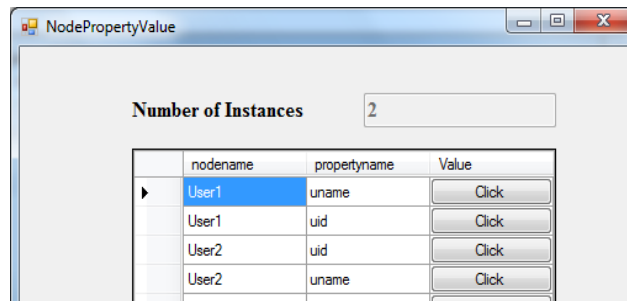 NodePropertyValue
Number of Instances 2
nodename propertyname Value
User1 uname Click
User1 uid Click
User2 uid Click
User2 uname Click